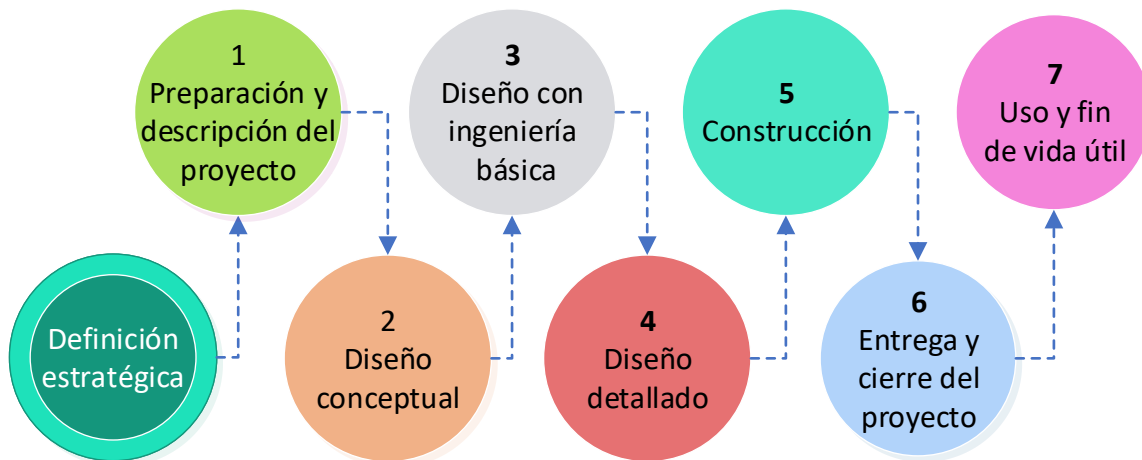 Definición
estratégica
1
Preparación y
descripción del
proyecto
2
Diseño
conceptual
3
Diseño con
ingeniería
básica
4
Diseño
detallado
5
Construcción
6
Entrega y
cierre del
proyecto
7
Uso y fin
de vida útil